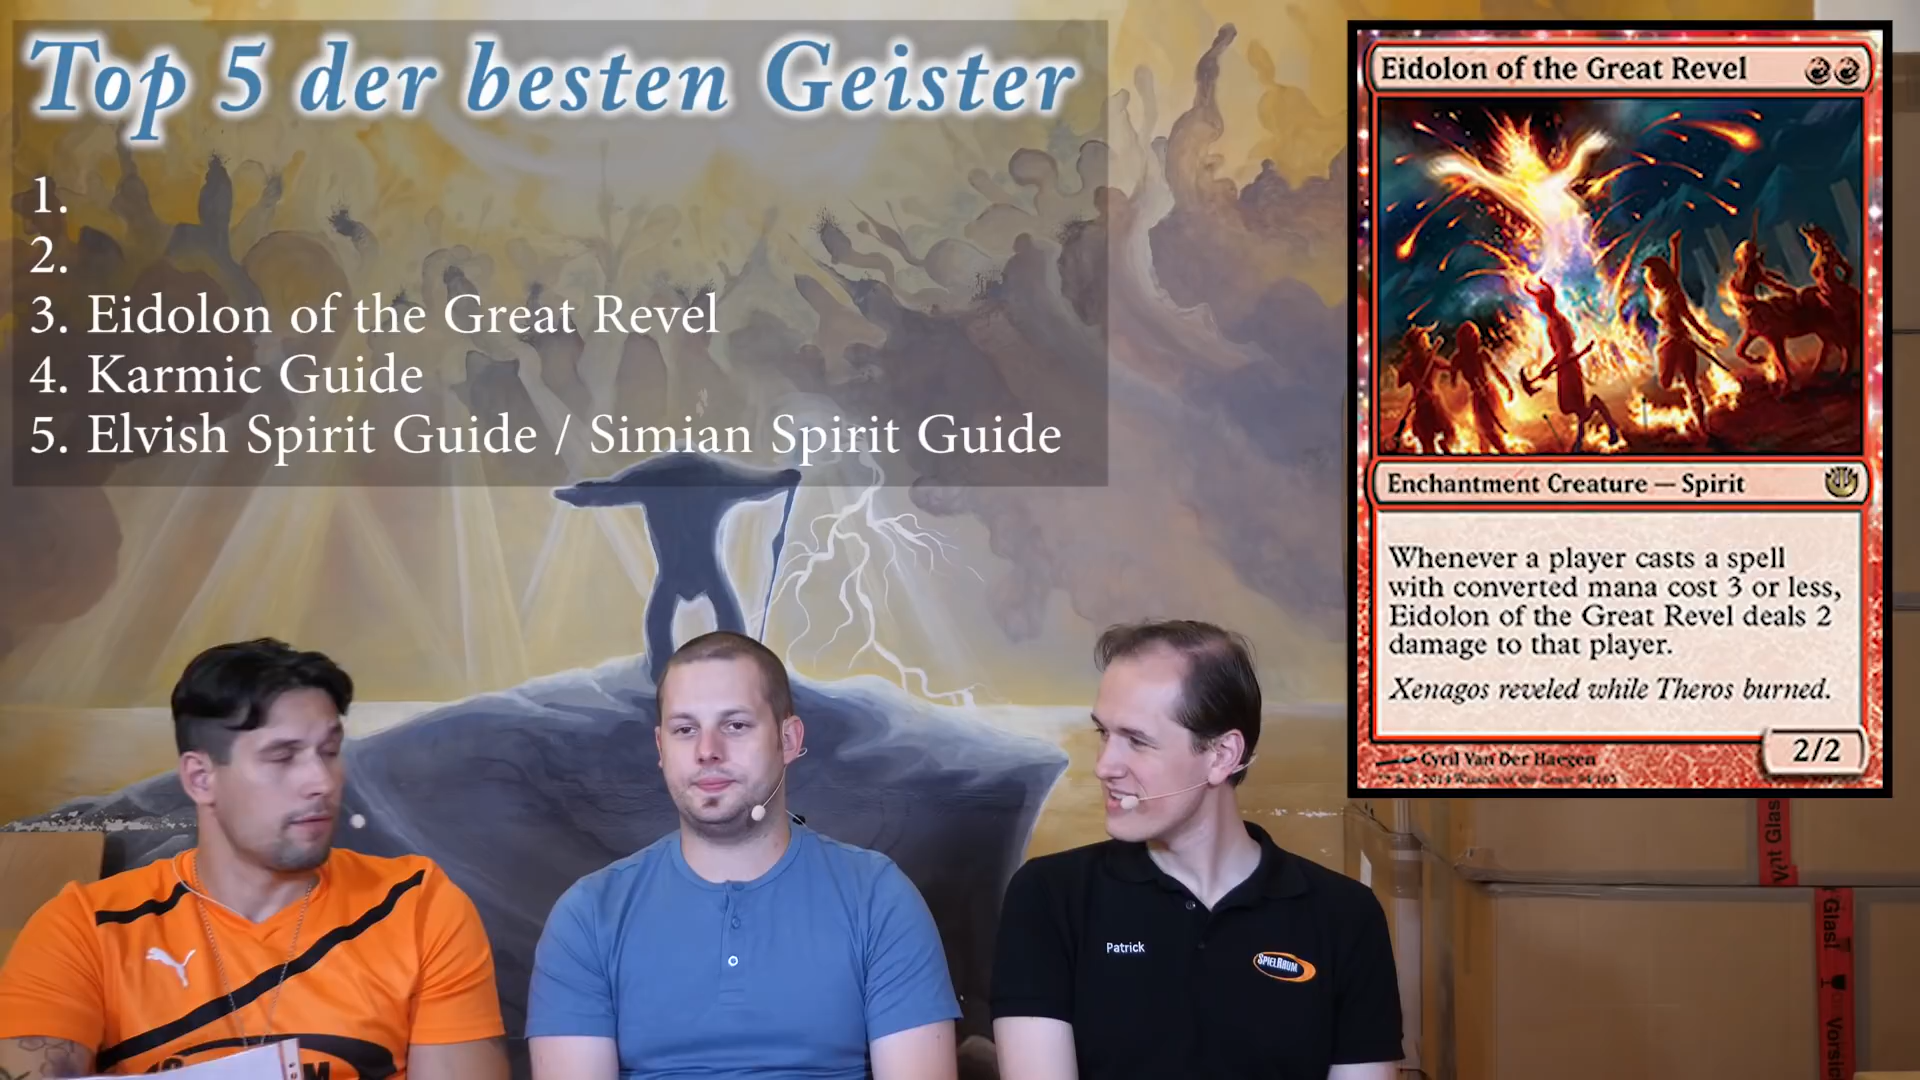 Top 5 der besten Geister
1.
2.
3. Eidolon of the Great Revel
4. Karmic Guide
5. Elvish Spirit Guide / Simian Spirit Guide
Eidolon of the Great Revel
Enchantment Creature — Spirit
Whenever a player casts a spell
with converted mana cost 3 or less,
Eidolon of the Great Revel deals 2
damage to that player.
Xenagos reveled while Theros burned.
2/2
Cyril Van Der Haegen
Patrick
SPIELRAUM
Glas!